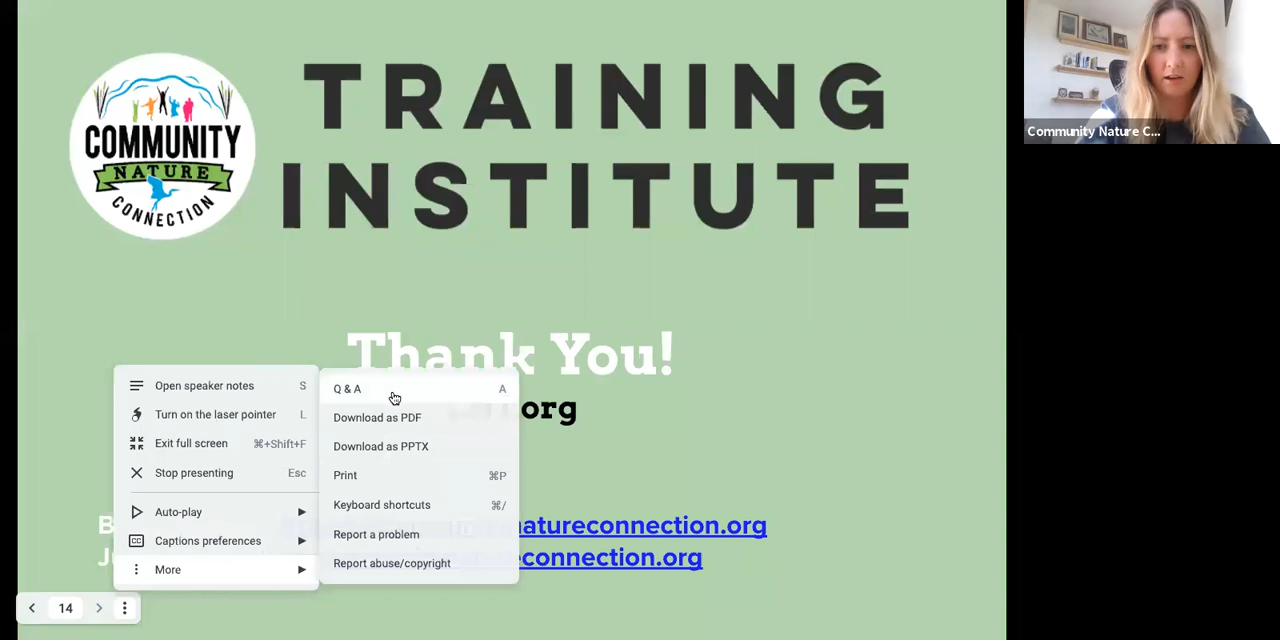 TRAINING
INSTITUTE
COMMUNITY
NATURE
CONNECTION
Community Nature C...
Thank You!
.org
Open speaker notes S
Turn on the laser pointer L
Exit full screen ⌘+Shift+F
Stop presenting Esc
Auto-play
Captions preferences
More
Q & A A
Download as PDF
Download as PPTX
Print ⌘P
Keyboard shortcuts ⌘/
Report a problem
Report abuse/copyright
natureconnection.org
econnection.org
14